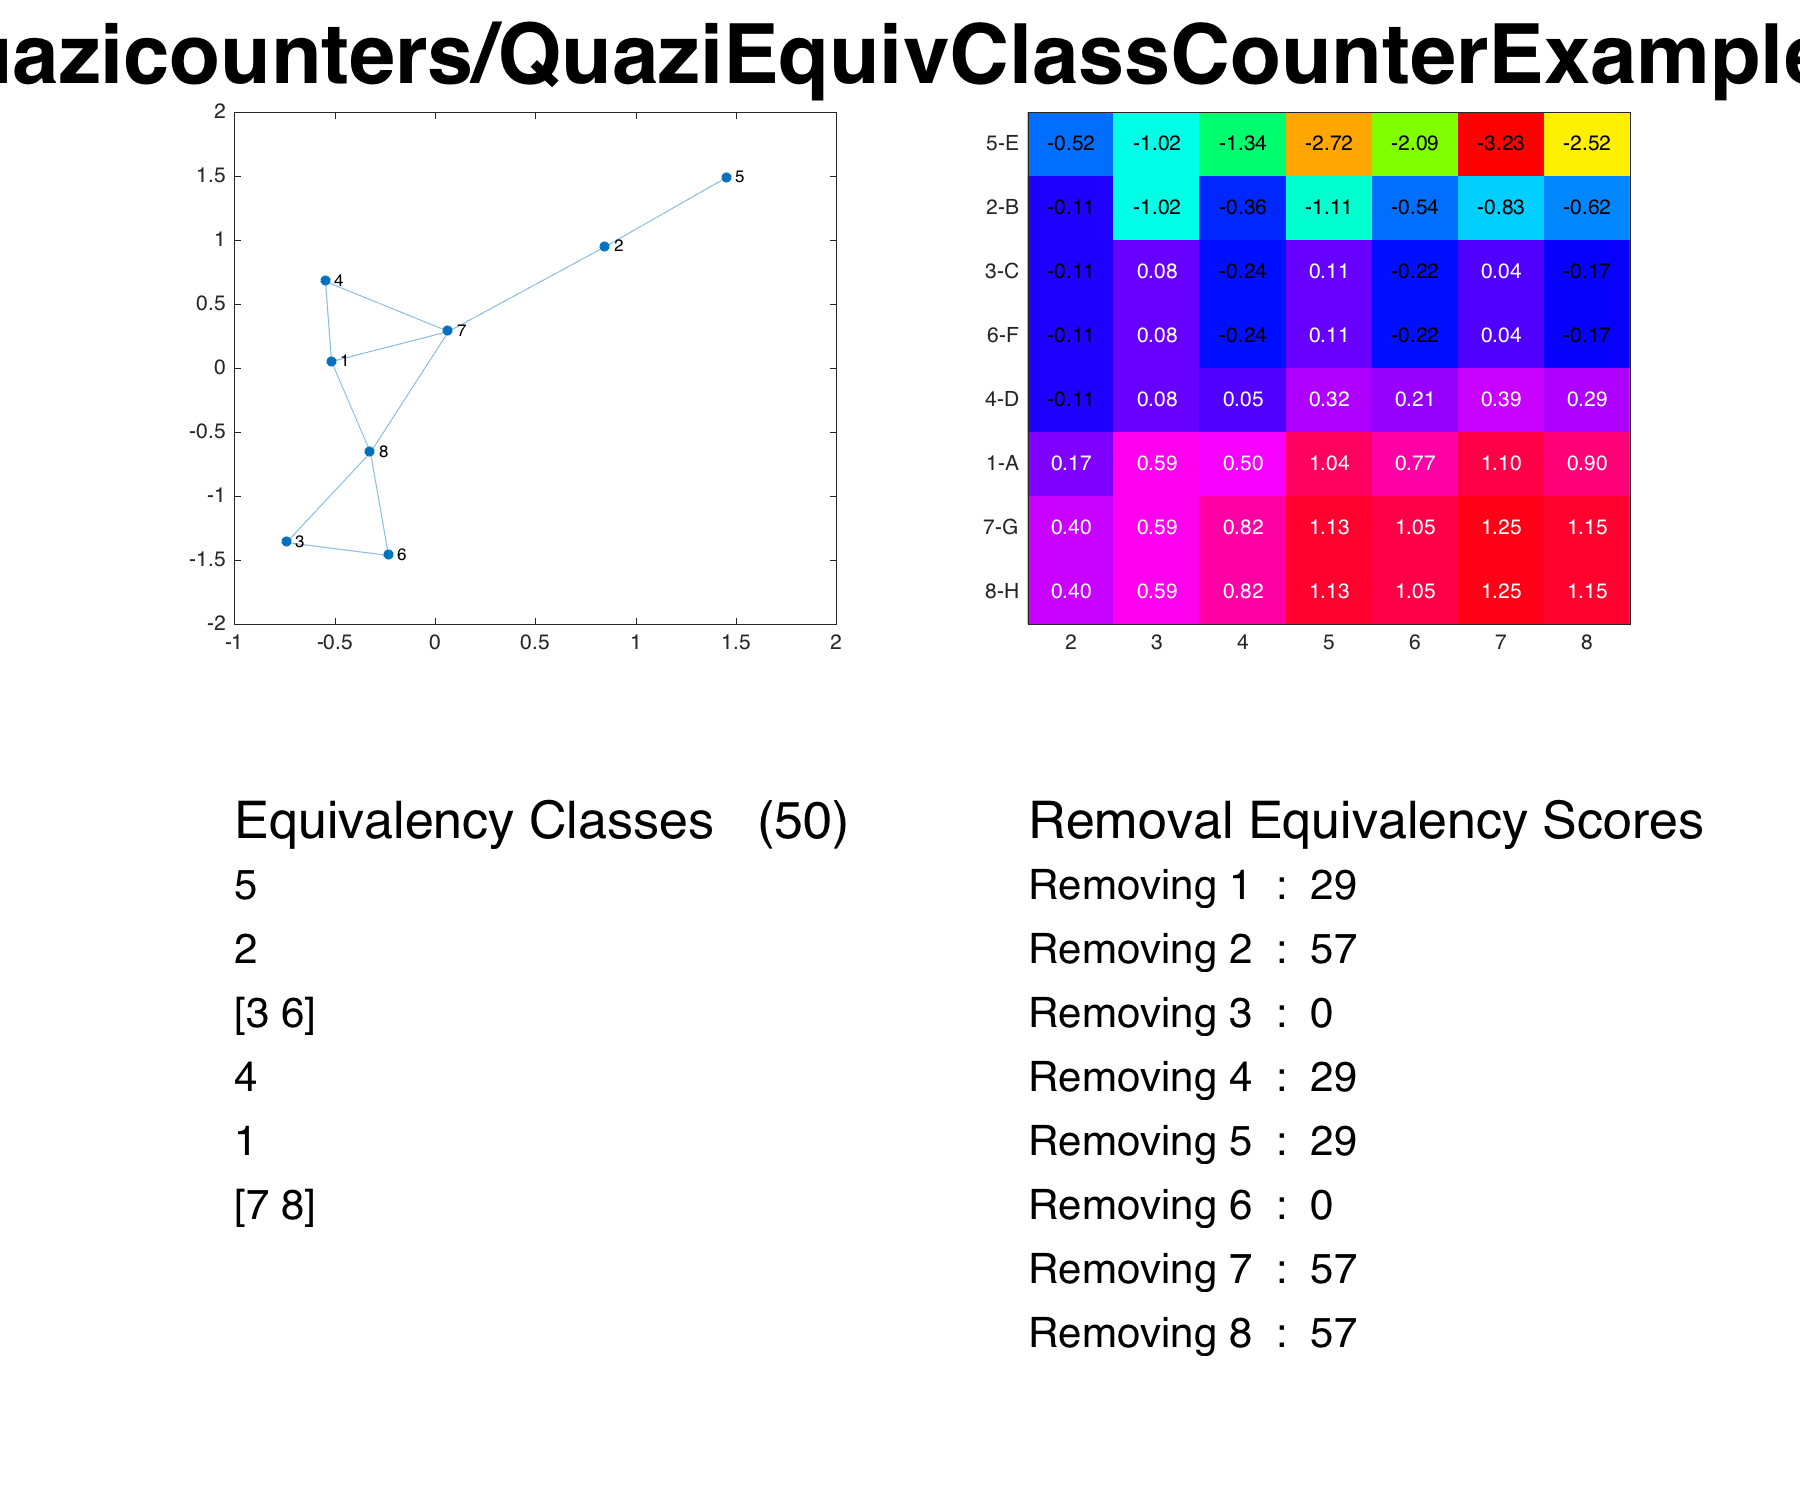 uazicounters/QuaziEquivClassCounterExample
2
1.5
1
0.5
0
-0.5
-1
-1.5
-2
-1 -0.5 0 0.5 1 1.5 2
5
2
4
7
1
8
3
6
5-E -0.52 -1.02 -1.34 -2.72 -2.09 -3.23 -2.52
2-B -0.11 -1.02 -0.36 -1.11 -0.54 -0.83 -0.62
3-C -0.11 0.08 -0.24 0.11 -0.22 0.04 -0.17
6-F -0.11 0.08 -0.24 0.11 -0.22 0.04 -0.17
4-D -0.11 0.08 0.05 0.32 0.21 0.39 0.29
1-A 0.17 0.59 0.50 1.04 0.77 1.10 0.90
7-G 0.40 0.59 0.82 1.13 1.05 1.25 1.15
8-H 0.40 0.59 0.82 1.13 1.05 1.25 1.15
2 3 4 5 6 7 8
Equivalency Classes (50)
5
2
[3 6]
4
1
[7 8]
Removal Equivalency Scores
Removing 1 : 29
Removing 2 : 57
Removing 3 : 0
Removing 4 : 29
Removing 5 : 29
Removing 6 : 0
Removing 7 : 57
Removing 8 : 57